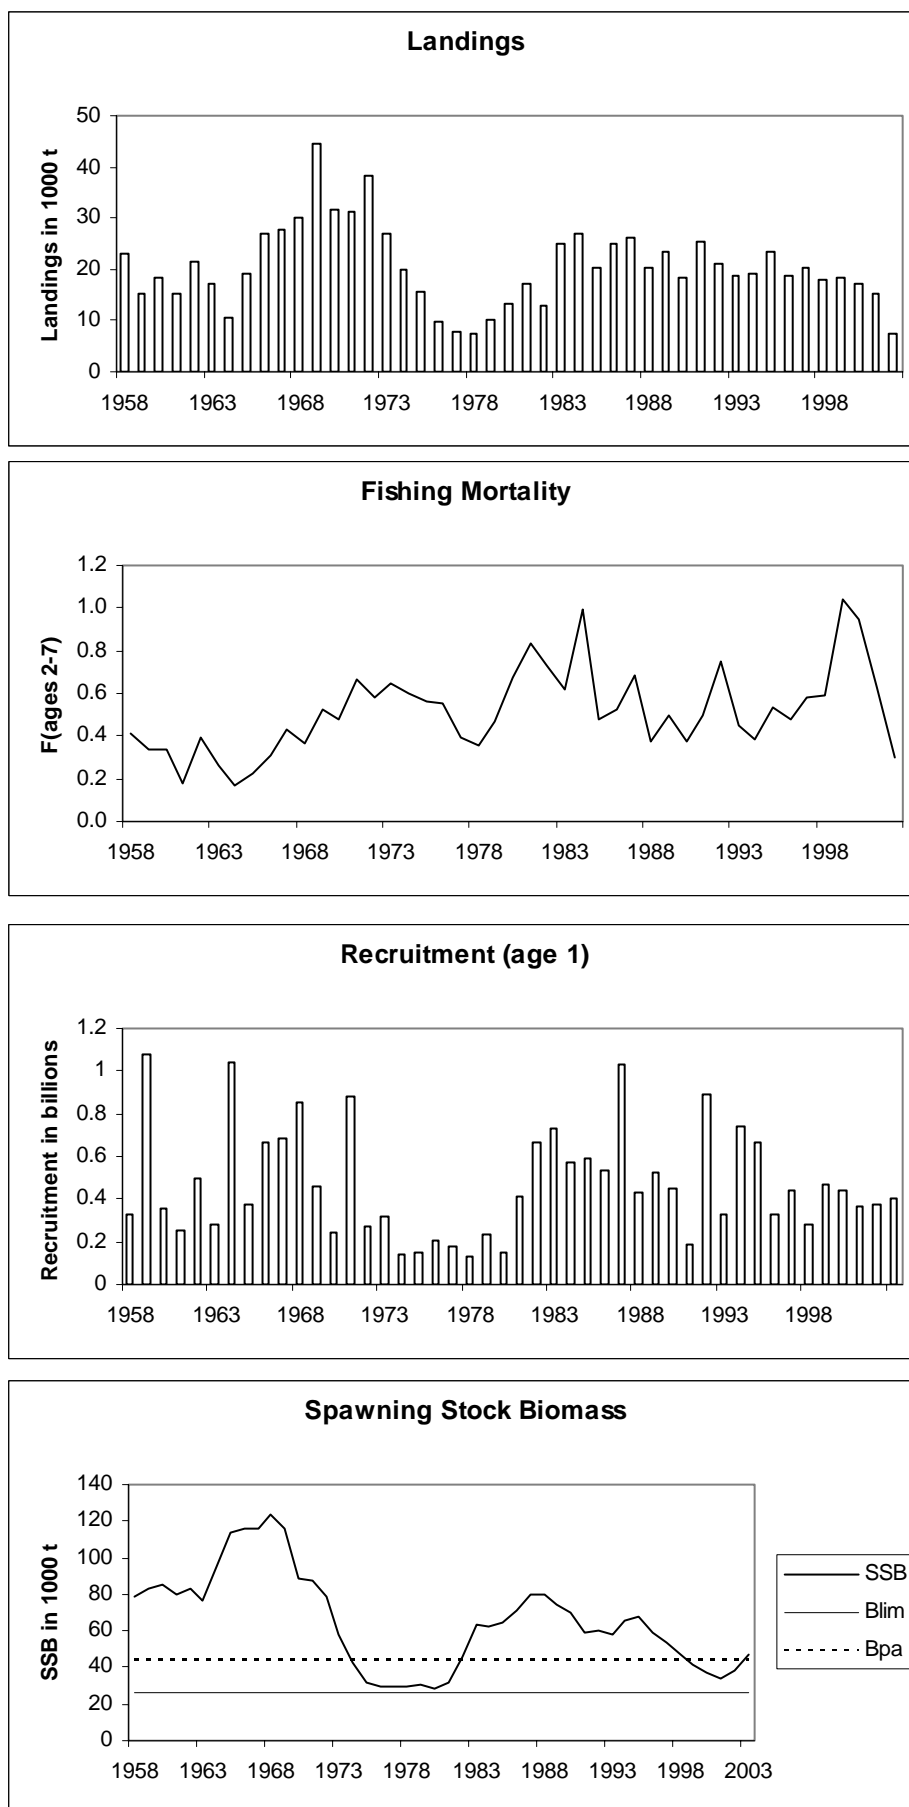 Landings
Landings in 1000 t
50
40
30
20
10
0
1958 1963 1968 1973 1978 1983 1988 1993 1998
Fishing Mortality
F(ages 2-7)
1.2
1.0
0.8
0.6
0.4
0.2
0.0
1958 1963 1968 1973 1978 1983 1988 1993 1998
Recruitment (age 1)
Recruitment in billions
1.2
1
0.8
0.6
0.4
0.2
0
1958 1963 1968 1973 1978 1983 1988 1993 1998
Spawning Stock Biomass
SSB in 1000 t
140
120
100
80
60
40
20
0
1958 1963 1968 1973 1978 1983 1988 1993 1998 2003
SSB
Blim
Bpa